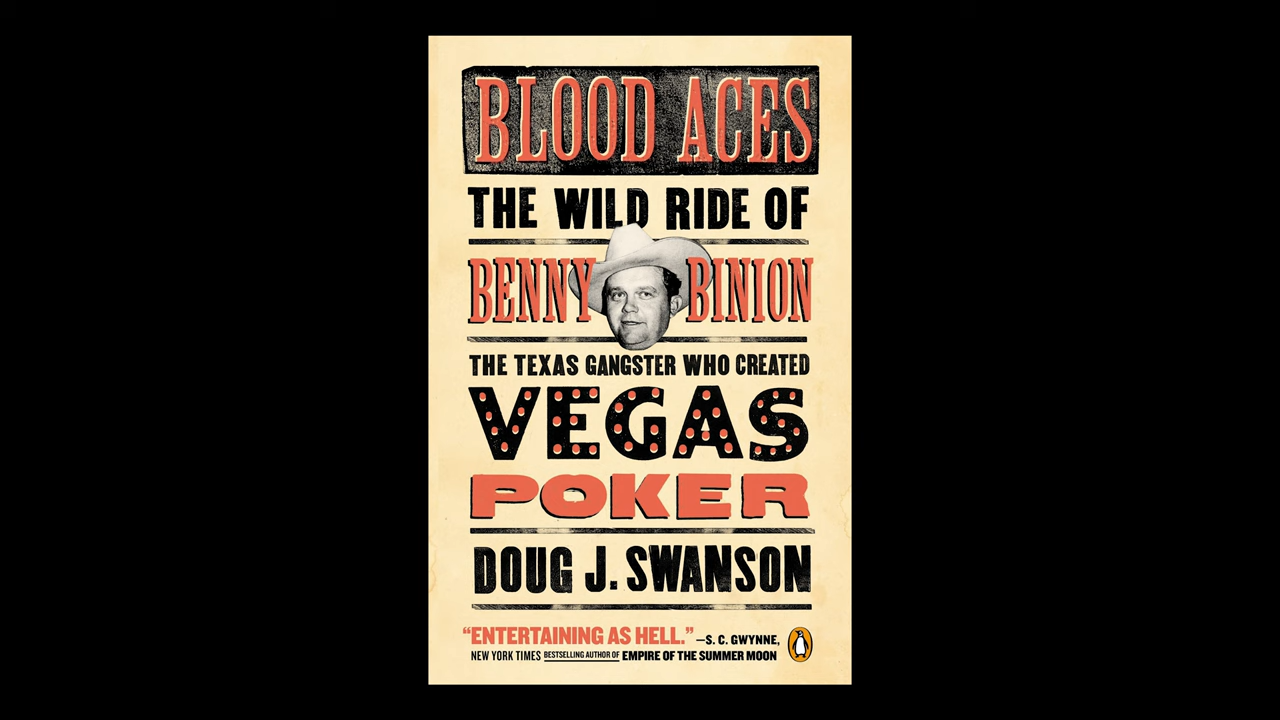 BLOOD ACES
THE WILD RIDE OF
BENNY BINION
THE TEXAS GANGSTER WHO CREATED
VEGAS
POKER
DOUG J. SWANSON
“ENTERTAINING AS HELL.” —S. C. GWYNNE,
NEW YORK TIMES BESTSELLING AUTHOR OF EMPIRE OF THE SUMMER MOON